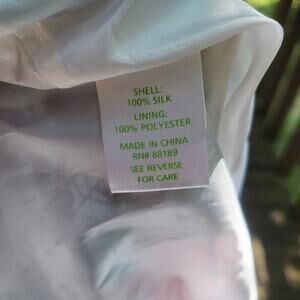 SHELL:
100% SILK
LINING:
100% POLYESTER
MADE IN CHINA
RN# 88189
SEE REVERSE
FOR CARE